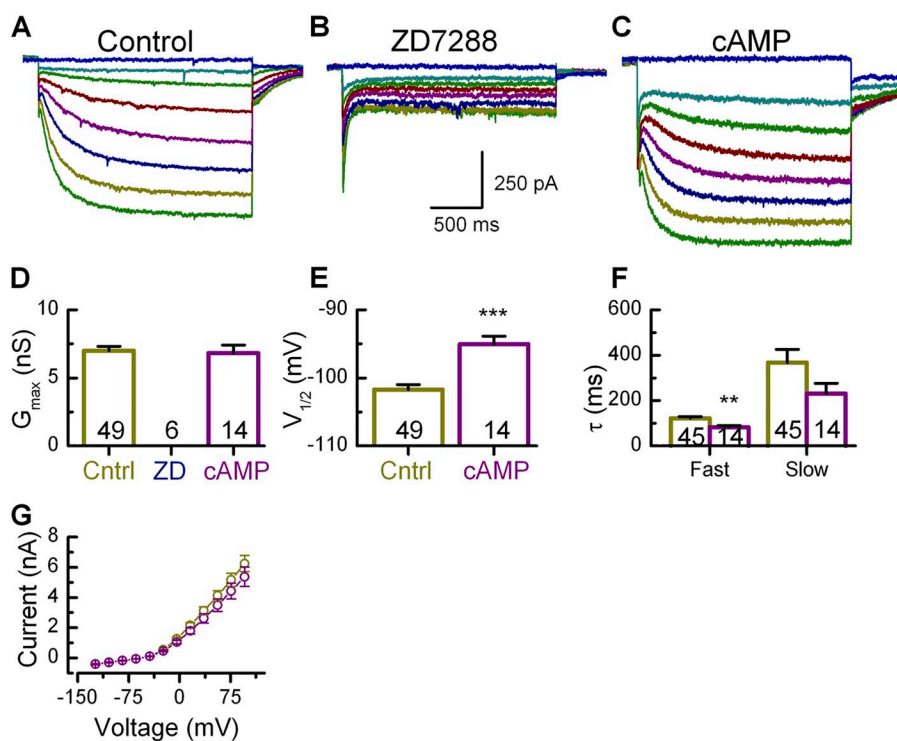 A Control
B ZD7288
C cAMP
250 pA
500 ms
D
G max (nS)
10
5
0
49 6 14
Cntrl ZD cAMP
E
V 1/2 (mV)
-90
-100
-110
***
49 14
Cntrl cAMP
F
τ (ms)
600
400
200
0
**
45 14 45 14
Fast Slow
G
Current (nA)
8
6
4
2
0
-150 -75 0 75
Voltage (mV)